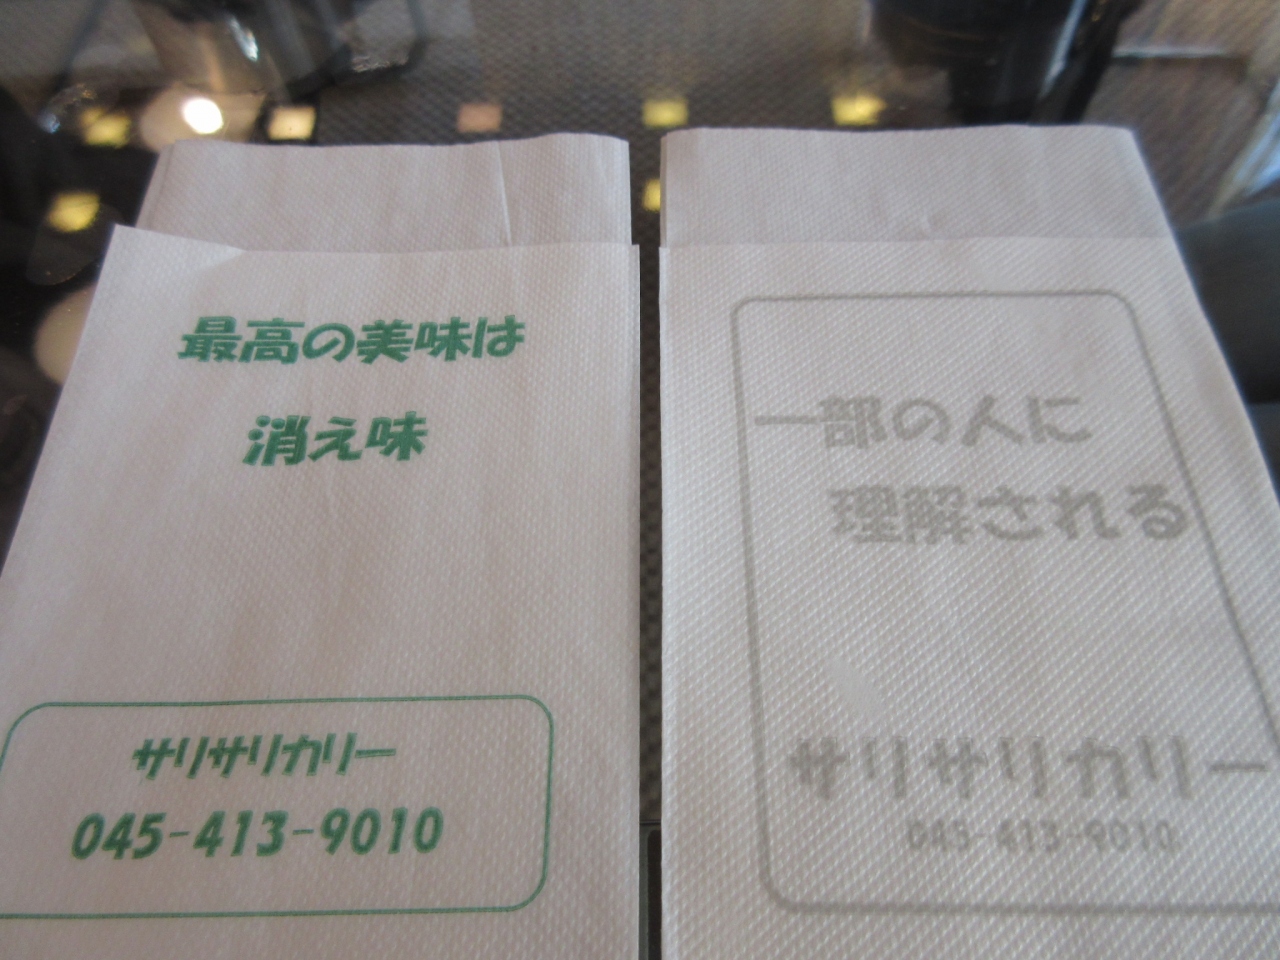 最高の美味は
消え味
サリサリカリー
045-413-9010
一部の人に
理解される
サリサリカリー
045-413-9010